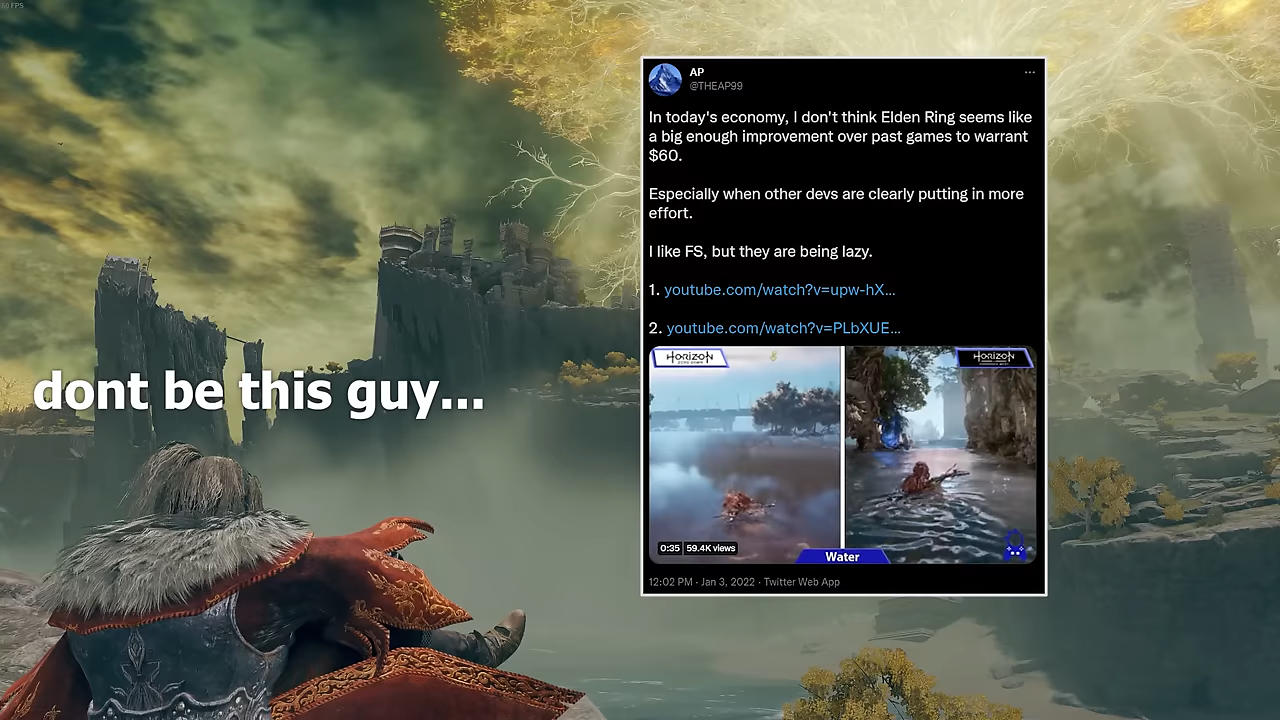 60 FPS
AP
@THEAP99
In today's economy, I don't think Elden Ring seems like
a big enough improvement over past games to warrant
$60.
Especially when other devs are clearly putting in more
effort.
I like FS, but they are being lazy.
1. youtube.com/watch?v=upw-hX...
2. youtube.com/watch?v=PLbXUE...
dont be this guy...
HORIZON
HORIZON
0:35 59.4K views
Water
12:02 PM · Jan 3, 2022 · Twitter Web App